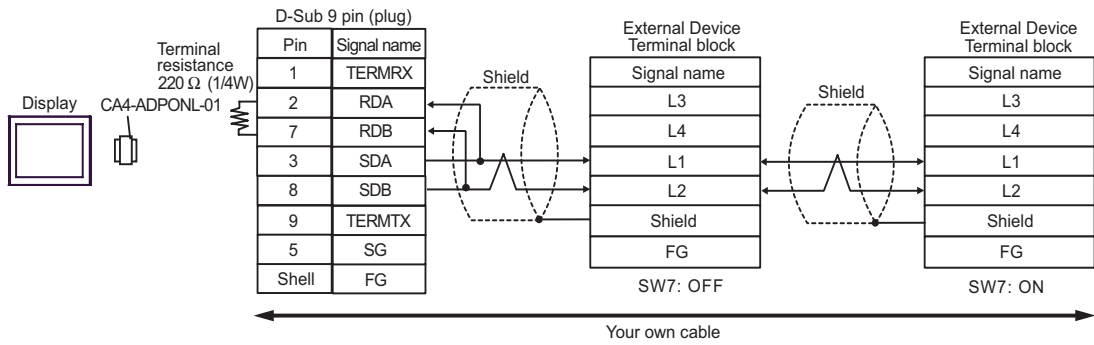 D-Sub 9 pin (plug)
Pin Signal name
1 TERMRX
2 RDA
7 RDB
3 SDA
8 SDB
9 TERMTX
5 SG
Shell FG
Terminal
resistance
220 Ω (1/4W)
Display
CA4-ADPONL-01
Shield
External Device
Terminal block
Signal name
L3
L4
L1
L2
Shield
FG
SW7: OFF
Shield
External Device
Terminal block
Signal name
L3
L4
L1
L2
Shield
FG
SW7: ON
Your own cable